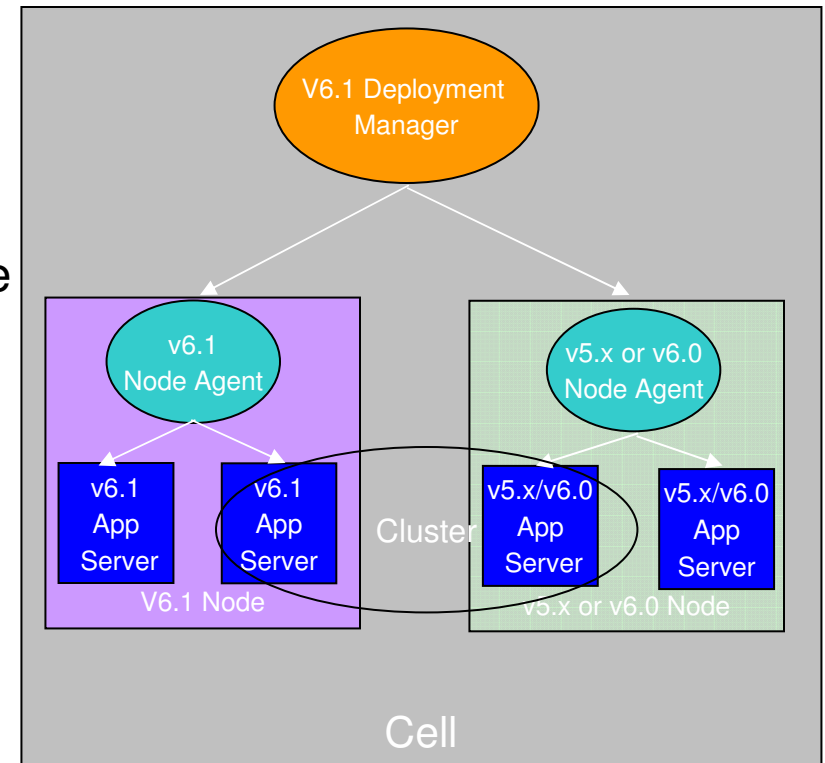 V6.1 Deployment
Manager
e
v6.1
Node Agent
v5.x or v6.0
Node Agent
v6.1
App
Server
v6.1
App
Server
Cluster
v5.x/v6.0
App
Server
v5.x/v6.0
App
Server
V6.1 Node
v5.x or v6.0 Node
Cell